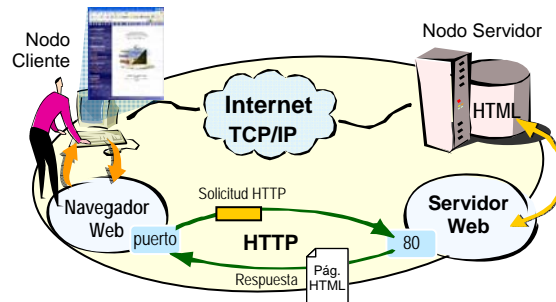 Nodo
Cliente
Nodo Servidor
Internet
TCP/IP
HTML
Navegador
Web
puerto
Solicitud HTTP
HTTP
Servidor
Web
80
Respuesta
Pág.
HTML